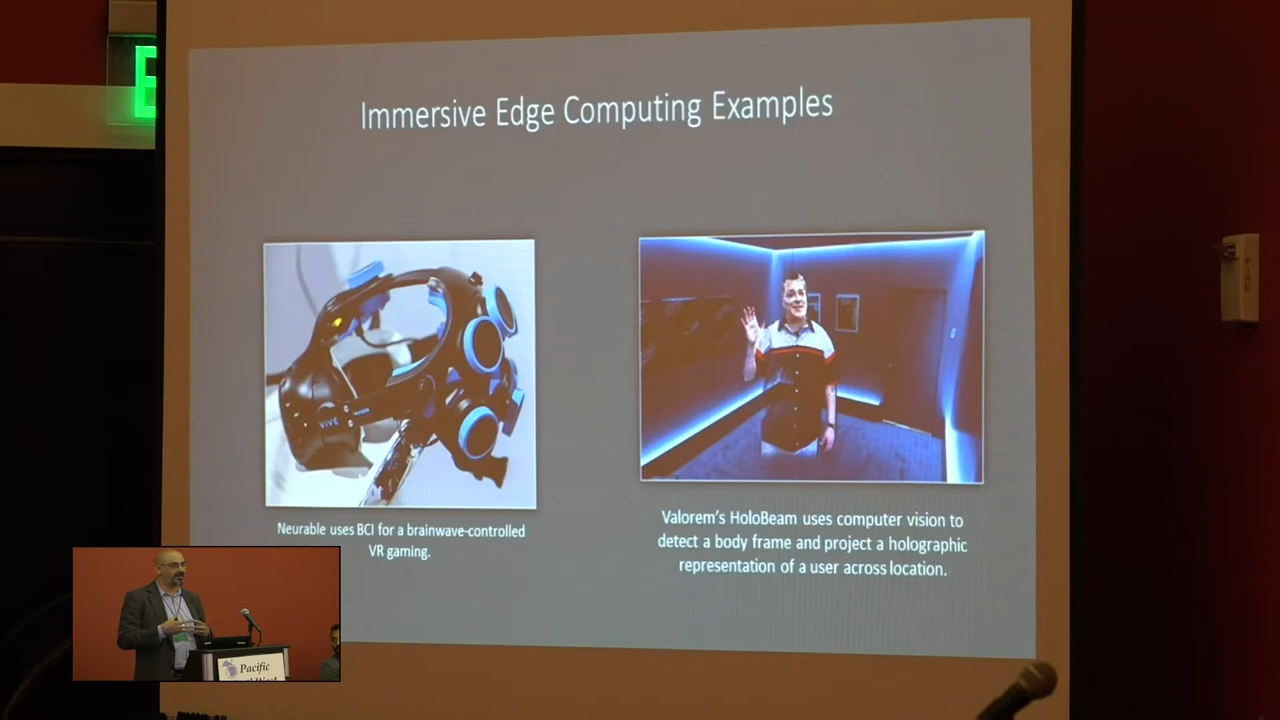 E
Immersive Edge Computing Examples
VIVE
Neurable uses BCI for a brainwave-controlled
VR gaming.
Valorem's HoloBeam uses computer vision to
detect a body frame and project a holographic
representation of a user across location.
FIRE
Pacific
West